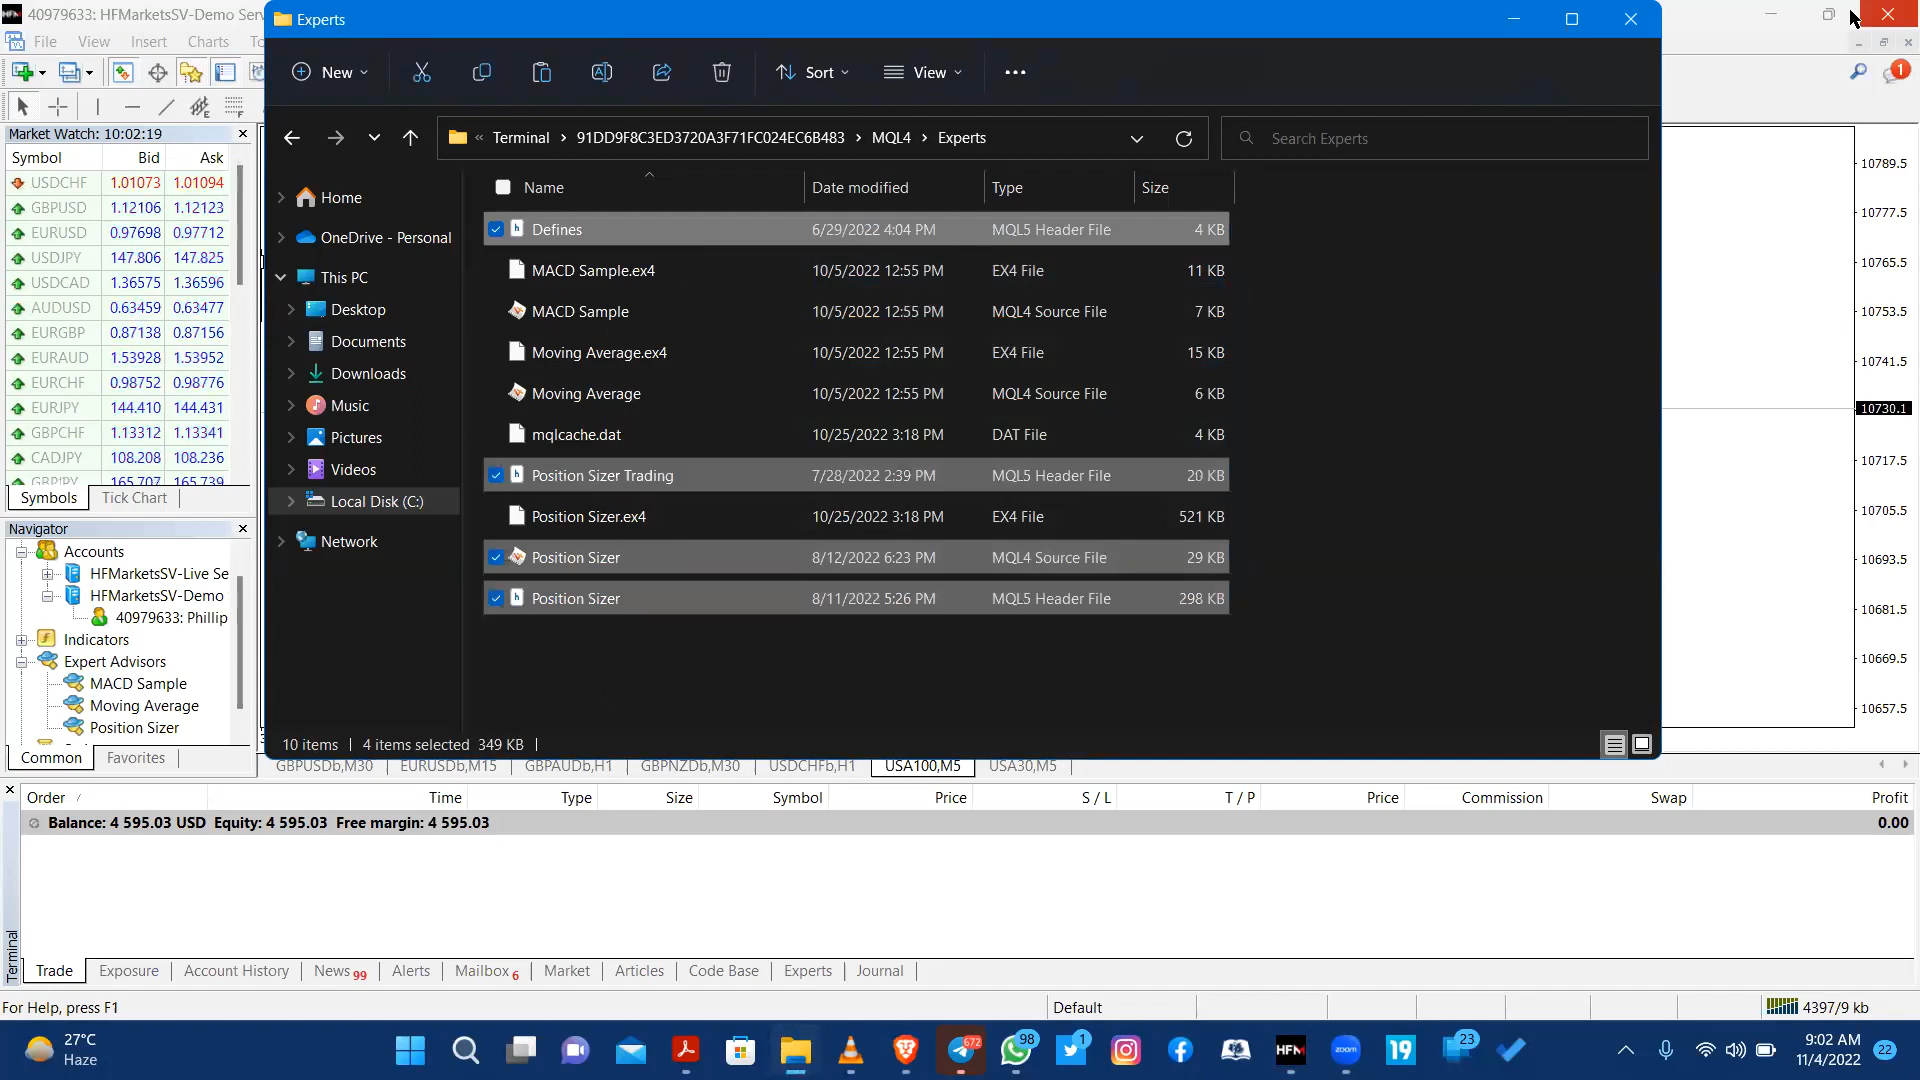 40979633: HFMarketsSV-Demo Ser
File View Insert Charts
Experts
New
Sort
View
« Terminal › 91DD9F8C3ED3720A3F71FC024EC6B483 › MQL4 › Experts
Search Experts
Home
OneDrive - Personal
This PC
Desktop
Documents
Downloads
Music
Pictures
Videos
Local Disk (C:)
Network
Name Date modified Type Size
Defines 6/29/2022 4:04 PM MQL5 Header File 4 KB
MACD Sample.ex4 10/5/2022 12:55 PM EX4 File 11 KB
MACD Sample 10/5/2022 12:55 PM MQL4 Source File 7 KB
Moving Average.ex4 10/5/2022 12:55 PM EX4 File 15 KB
Moving Average 10/5/2022 12:55 PM MQL4 Source File 6 KB
mqlcache.dat 10/25/2022 3:18 PM DAT File 4 KB
Position Sizer Trading 7/28/2022 2:39 PM MQL5 Header File 20 KB
Position Sizer.ex4 10/25/2022 3:18 PM EX4 File 521 KB
Position Sizer 8/12/2022 6:23 PM MQL4 Source File 29 KB
Position Sizer 8/11/2022 5:26 PM MQL5 Header File 298 KB
10 items 4 items selected 349 KB
1
Market Watch: 10:02:19
Symbol Bid Ask
USDCHF 1.01073 1.01094
GBPUSD 1.12106 1.12123
EURUSD 0.97698 0.97712
USDJPY 147.806 147.825
USDCAD 1.36575 1.36596
AUDUSD 0.63459 0.63477
EURGBP 0.87138 0.87156
EURAUD 1.53928 1.53952
EURCHF 0.98752 0.98776
EURJPY 144.410 144.431
GBPCHF 1.13312 1.13341
CADJPY 108.208 108.236
GBPJPY 165.707 165.739
Symbols Tick Chart
Navigator
Accounts
HFMarketsSV-Live Se
HFMarketsSV-Demo
40979633: Phillip
Indicators
Expert Advisors
MACD Sample
Moving Average
Position Sizer
Common Favorites
10789.5
10777.5
10765.5
10753.5
10741.5
10730.1
10717.5
10705.5
10693.5
10681.5
10669.5
10657.5
GBPUSDb,M30 EURUSDb,M15 GBPAUDb,H1 GBPNZDb,M30 USDCHFb,H1 USA100,M5 USA30,M5
Order / Time Type Size Symbol Price S / L T / P Price Commission Swap Profit
Balance: 4 595.03 USD Equity: 4 595.03 Free margin: 4 595.03 0.00
Terminal
Trade Exposure Account History News 99 Alerts Mailbox 6 Market Articles Code Base Experts Journal
For Help, press F1
Default
4397/9 kb
27°C
Haze
672
98
1
HFM
zoom
19
23
9:02 AM
11/4/2022
22